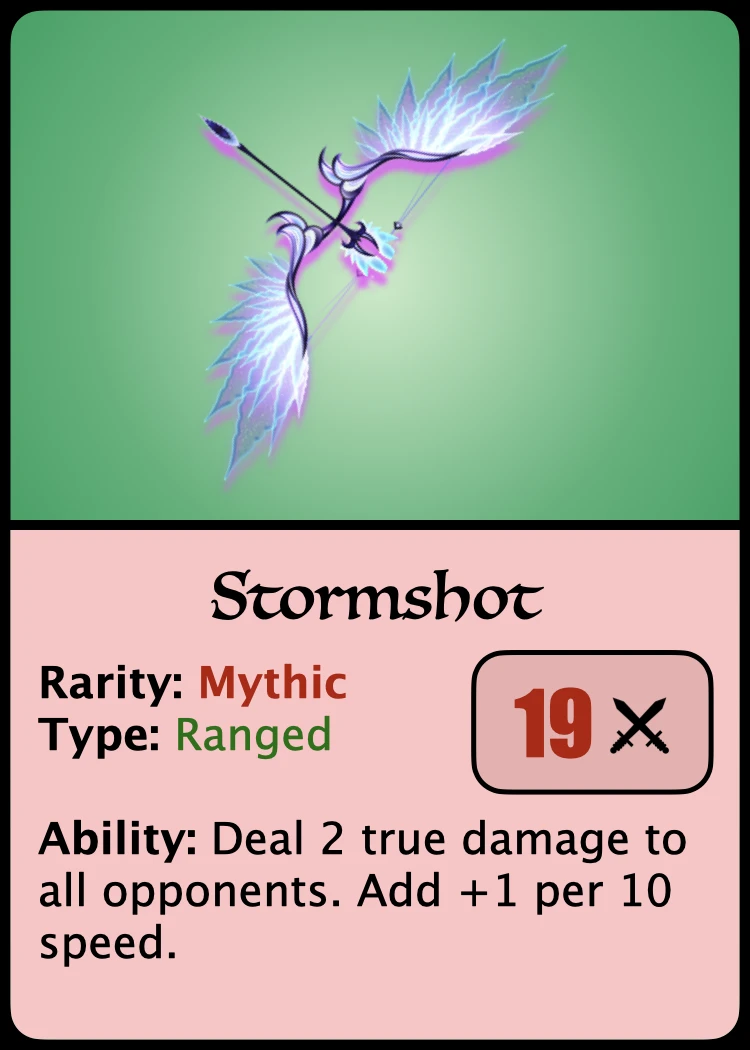 Stormshot
Rarity: Mythic
Type: Ranged
19
Ability: Deal 2 true damage to
all opponents. Add +1 per 10
speed.